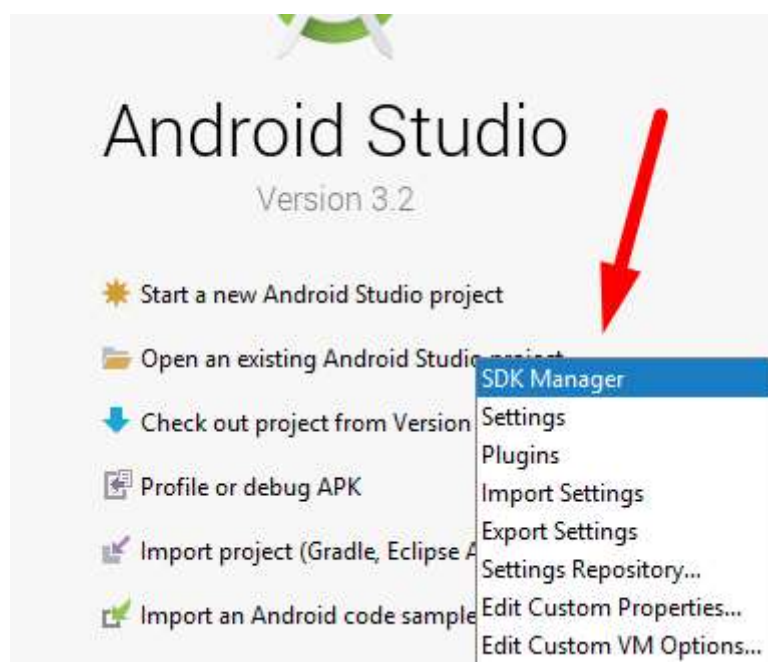 Android Studio
Version 3.2
Start a new Android Studio project
Open an existing Android Studio project
Check out project from Version
Profile or debug APK
Import project (Gradle, Eclipse A
Import an Android code sample
SDK Manager
Settings
Plugins
Import Settings
Export Settings
Settings Repository...
Edit Custom Properties...
Edit Custom VM Options...